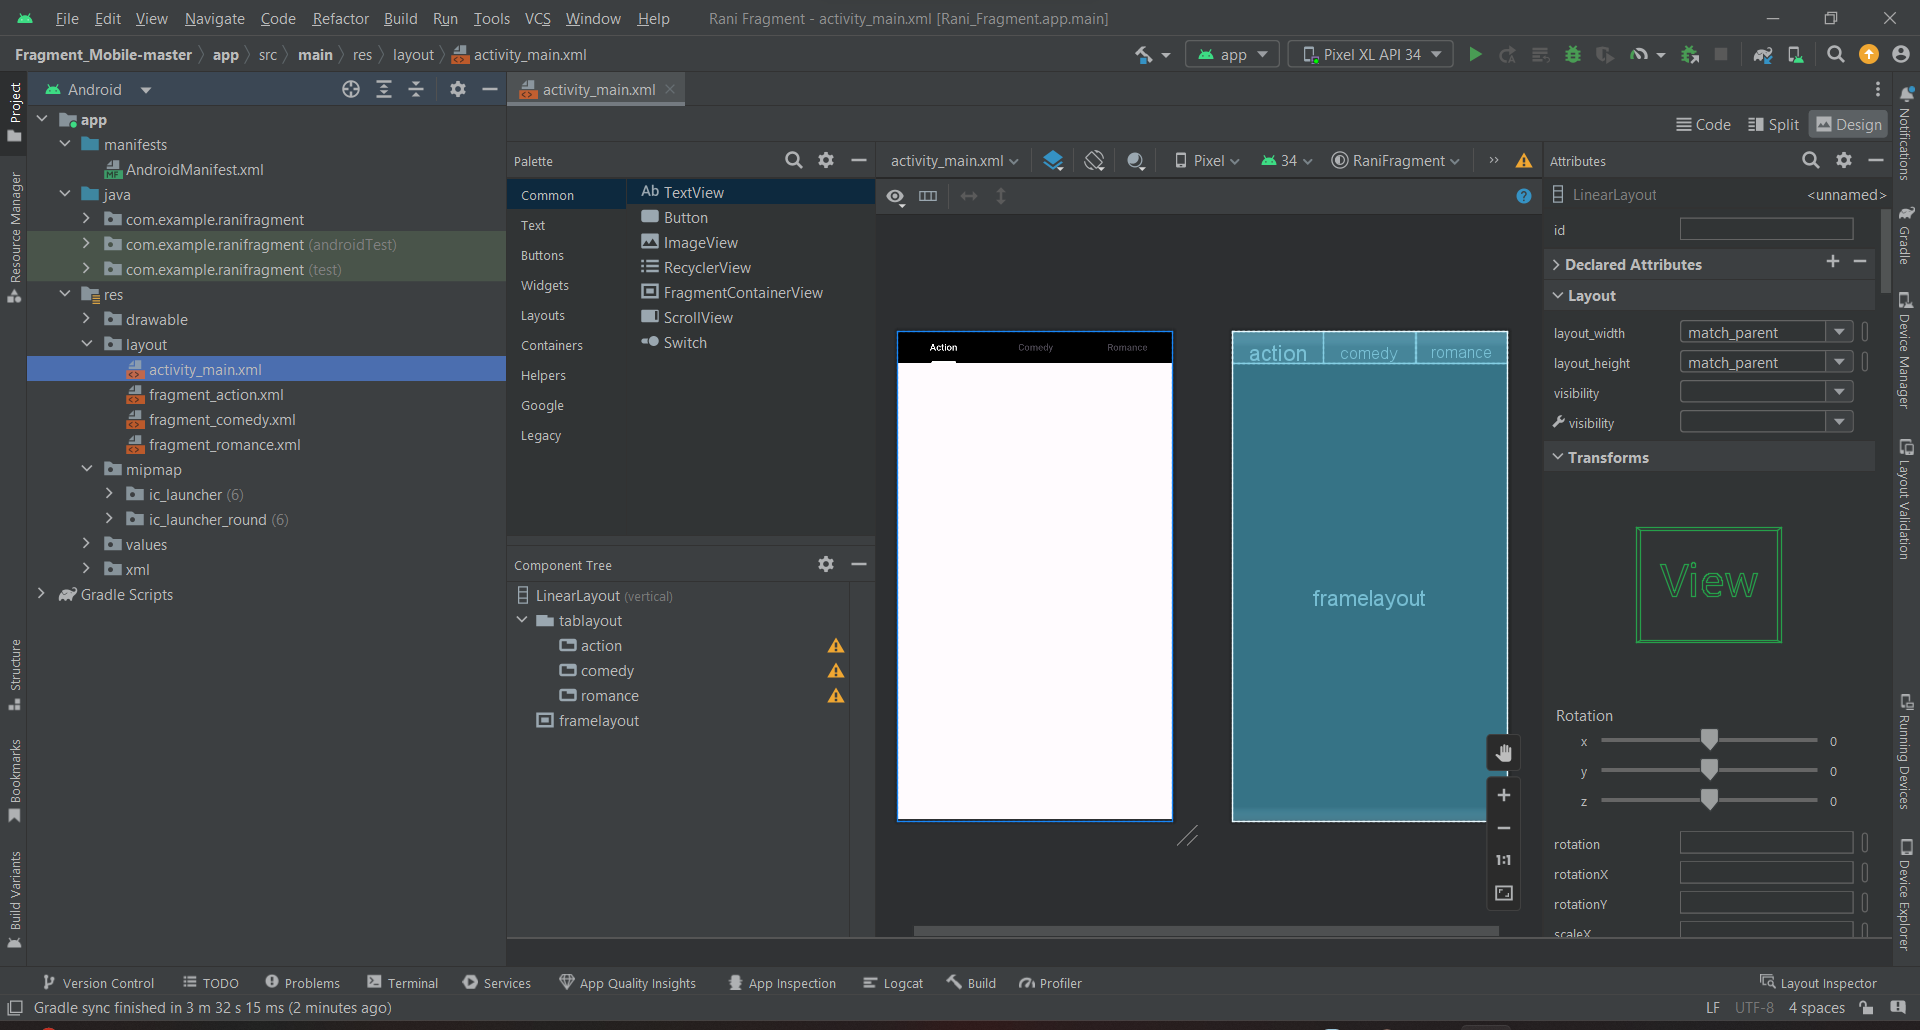 File Edit View Navigate Code Refactor Build Run Tools VCS Window Help Rani Fragment - activity_main.xml [Rani_Fragment.app.main]
Fragment_Mobile-master app src main res layout activity_main.xml app Pixel XL API 34
Project
Resource Manager
Structure
Bookmarks
Build Variants
Android
app
manifests
AndroidManifest.xml
java
com.example.ranifragment
com.example.ranifragment (androidTest)
com.example.ranifragment (test)
res
drawable
layout
activity_main.xml
fragment_action.xml
fragment_comedy.xml
fragment_romance.xml
mipmap
ic_launcher (6)
ic_launcher_round (6)
values
xml
Gradle Scripts
activity_main.xml
Code Split Design
Palette
Common
Text
Buttons
Widgets
Layouts
Containers
Helpers
Google
Legacy
Ab TextView
Button
ImageView
RecyclerView
FragmentContainerView
ScrollView
Switch
Component Tree
LinearLayout (vertical)
tablayout
action
comedy
romance
framelayout
activity_main.xml Pixel 34 RaniFragment
Action Comedy Romance
action comedy romance
framelayout
1:1
Attributes
LinearLayout <unnamed>
id
Declared Attributes
Layout
layout_width match_parent
layout_height match_parent
visibility
visibility
Transforms
View
Rotation
x 0
y 0
z 0
rotation
rotationX
rotationY
scaleX
Notifications
Gradle
Device Manager
Layout Validation
Running Devices
Device Explorer
Version Control TODO Problems Terminal Services App Quality Insights App Inspection Logcat Build Profiler Layout Inspector
Gradle sync finished in 3 m 32 s 15 ms (2 minutes ago) LF UTF-8 4 spaces